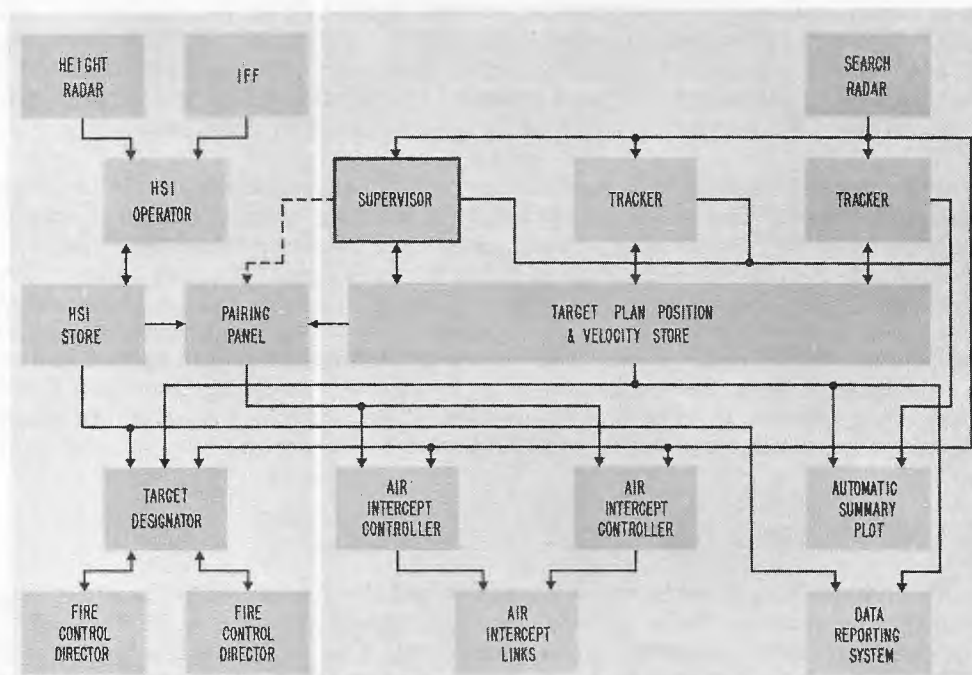 HEIGHT
RADAR
IFF
SEARCH
RADAR
HSI
OPERATOR
SUPERVISOR
TRACKER
TRACKER
HSI
STORE
PAIRING
PANEL
TARGET PLAN POSITION
& VELOCITY STORE
TARGET
DESIGNATOR
AIR
INTERCEPT
CONTROLLER
AIR
INTERCEPT
CONTROLLER
AUTOMATIC
SUMMARY
PLOT
FIRE
CONTROL
DIRECTOR
FIRE
CONTROL
DIRECTOR
AIR
INTERCEPT
LINKS
DATA
REPORTING
SYSTEM